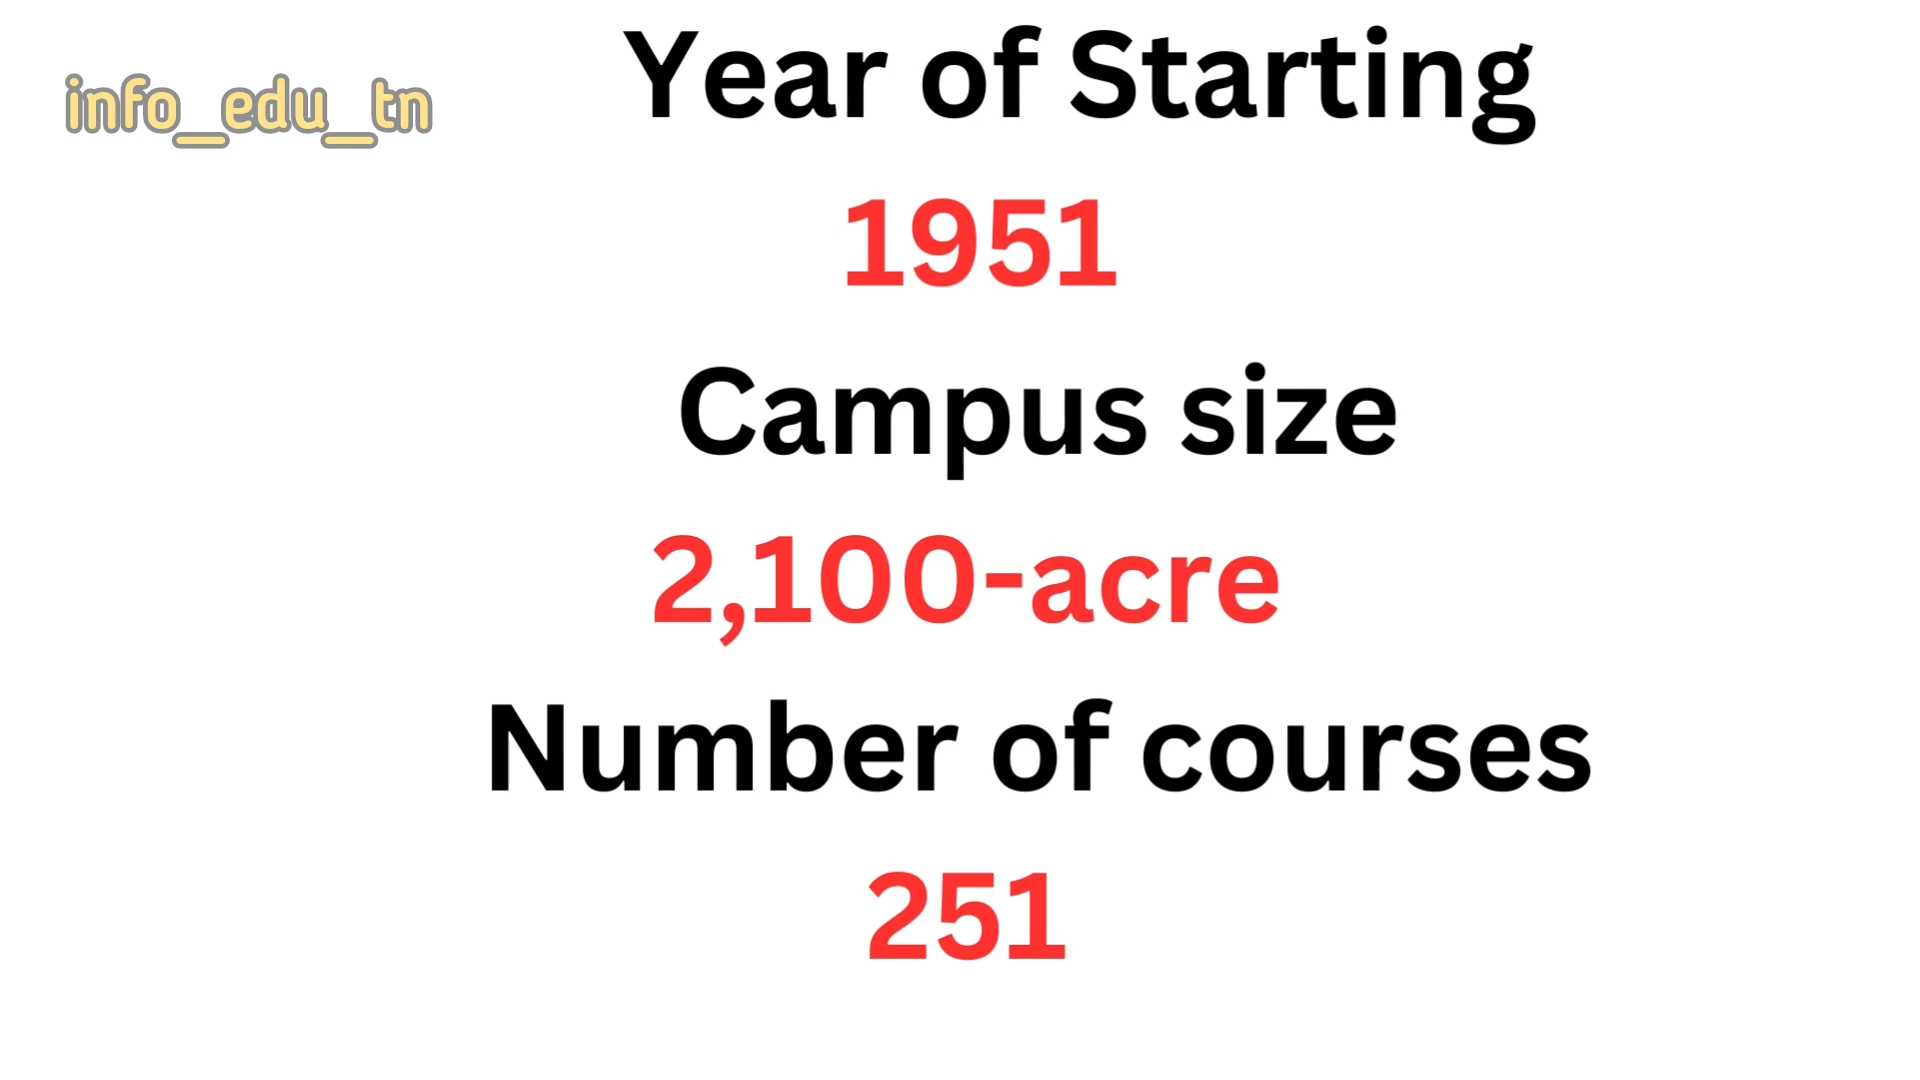 info_edu_tn
Year of Starting
1951
Campus size
2,100-acre
Number of courses
251